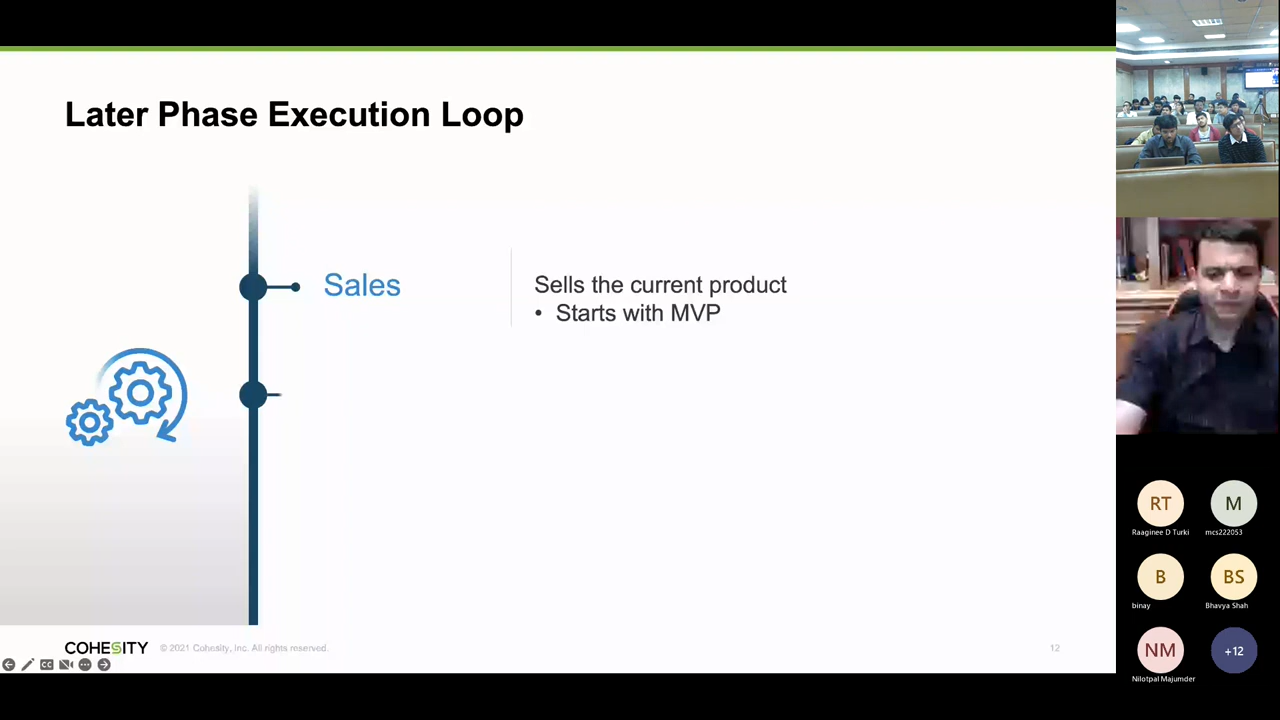 Later Phase Execution Loop
Sales
Sells the current product
• Starts with MVP
COHESITY © 2021 Cohesity, Inc. All rights reserved.
12
CC
RT
M
Raaginee D Turki
mcs222053
B
BS
binay
Bhavya Shah
NM
+12
Nilotpal Majumder